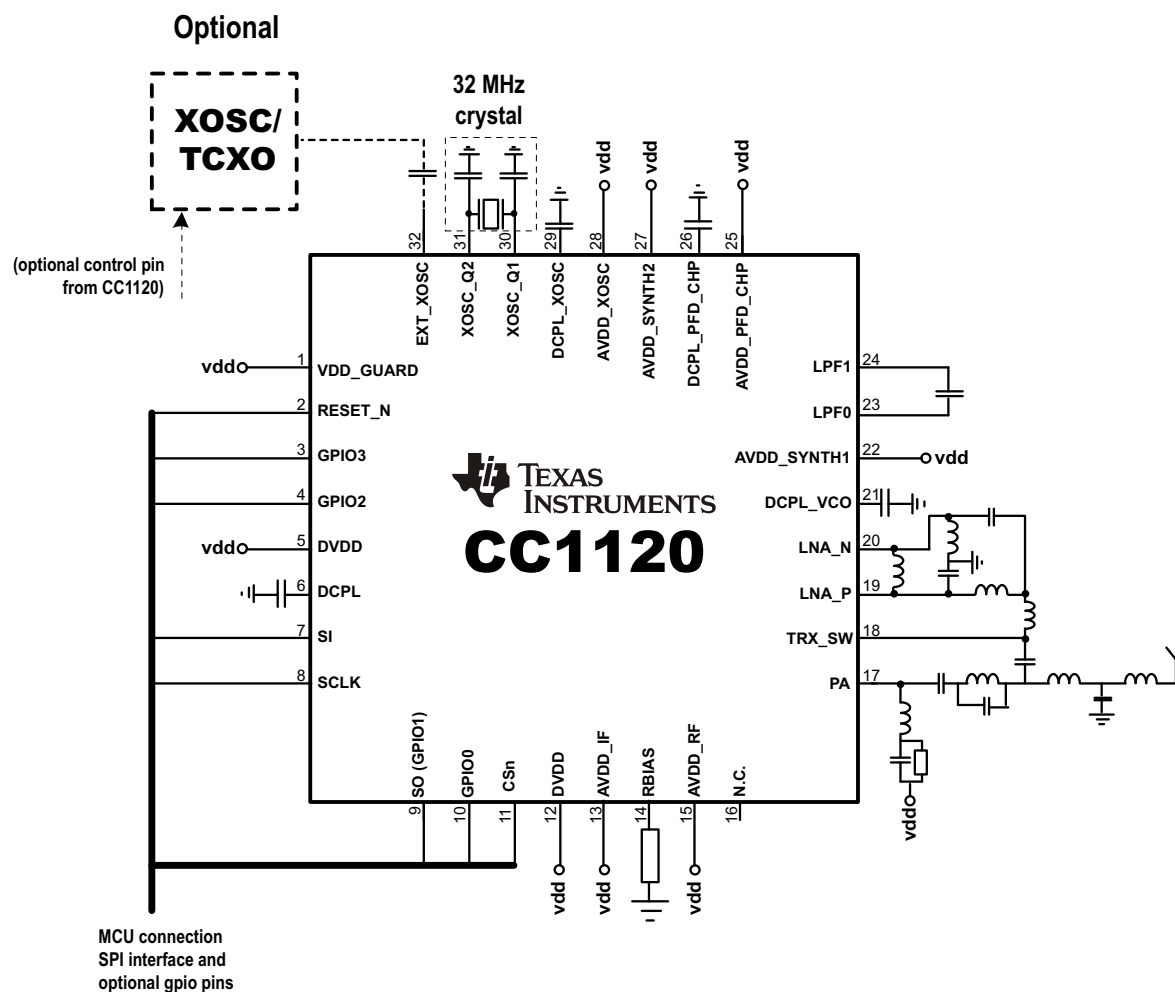 Optional
XOSC/
TCXO
32 MHz
crystal
(optional control pin
from CC1120)
vdd
vdd
vdd
32
31
30
29
28
27
26
25
EXT_XOSC
XOSC_Q2
XOSC_Q1
DCPL_XOSC
AVDD_XOSC
AVDD_SYNTH2
DCPL_PFD_CHP
AVDD_PFD_CHP
vdd
1
VDD_GUARD
2
RESET_N
3
GPIO3
4
GPIO2
vdd
5
DVDD
6
DCPL
7
SI
8
SCLK
TEXAS
INSTRUMENTS
CC1120
LPF1
24
LPF0
23
AVDD_SYNTH1
22
vdd
DCPL_VCO
21
LNA_N
20
LNA_P
19
TRX_SW
18
PA
17
vdd
SO (GPIO1)
GPIO0
CSn
DVDD
AVDD_IF
RBIAS
AVDD_RF
N.C.
9
10
11
12
13
14
15
16
vdd
vdd
vdd
MCU connection
SPI interface and
optional gpio pins